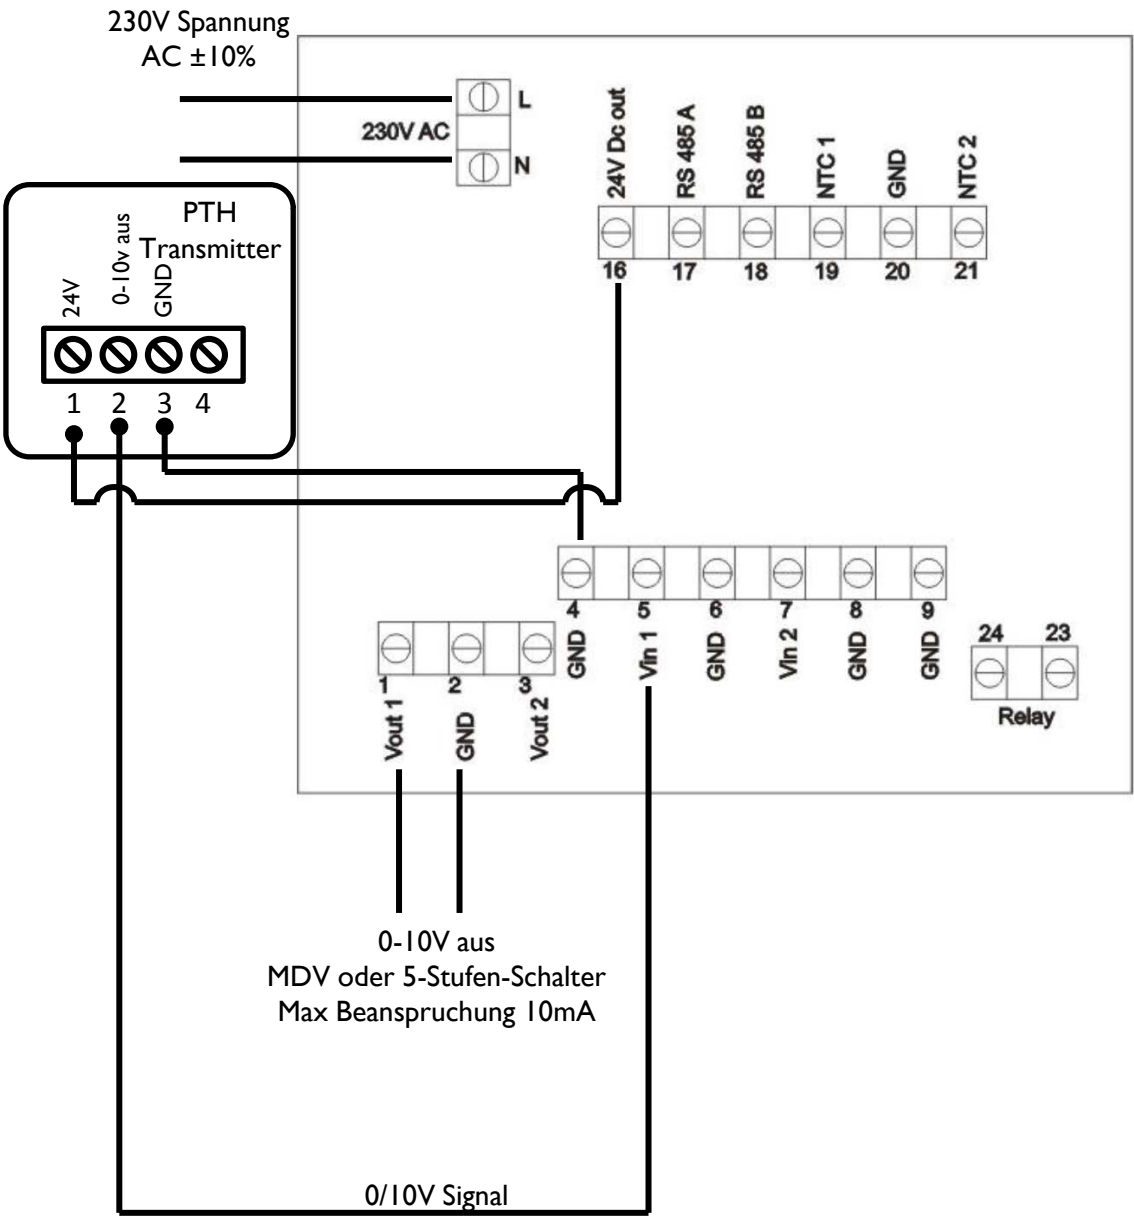 230V Spannung
AC ±10%
L
230V AC
N
24V Dc out
RS 485 A
RS 485 B
NTC 1
GND
NTC 2
16 17 18 19 20 21
PTH
Transmitter
24V
0-10v aus
GND
1 2 3 4
4 5 6 7 8 9
GND
Vin 1
GND
Vin 2
GND
GND
24 23
Relay
1 2 3
Vout 1
GND
Vout 2
0-10V aus
MDV oder 5-Stufen-Schalter
Max Beanspruchung 10mA
0/10V Signal